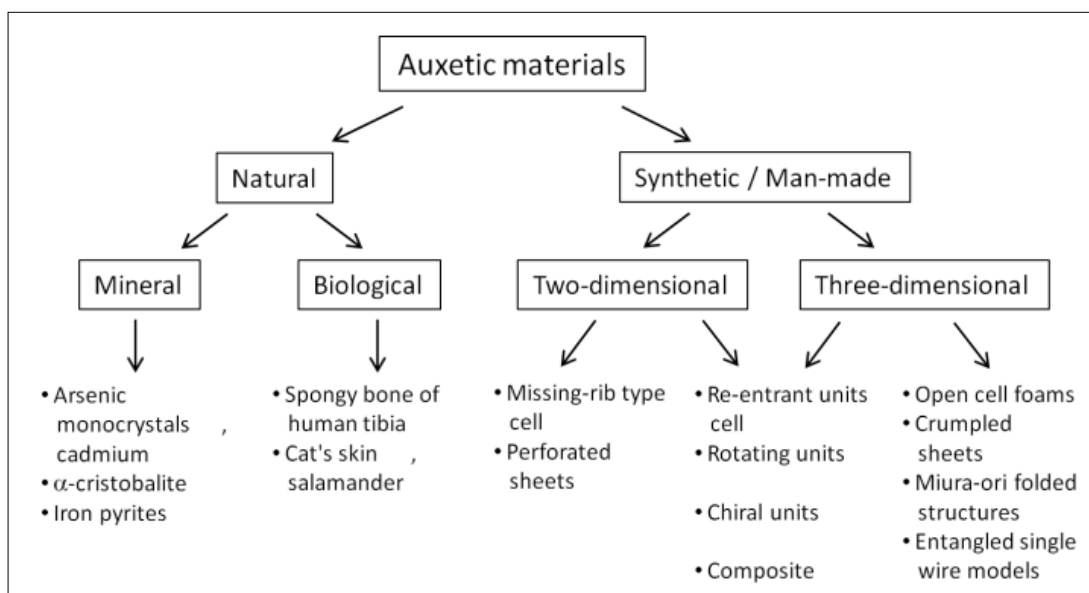 Auxetic materials
Natural
Synthetic / Man-made
Mineral
Biological
Two-dimensional
Three-dimensional
• Arsenic
monocrystals ,
cadmium
• α-cristobalite
• Iron pyrites
• Spongy bone of
human tibia
• Cat's skin ,
salamander
• Missing-rib type
cell
• Perforated
sheets
• Re-entrant units
cell
• Rotating units
• Chiral units
• Composite
• Open cell foams
• Crumpled
sheets
• Miura-ori folded
structures
• Entangled single
wire models